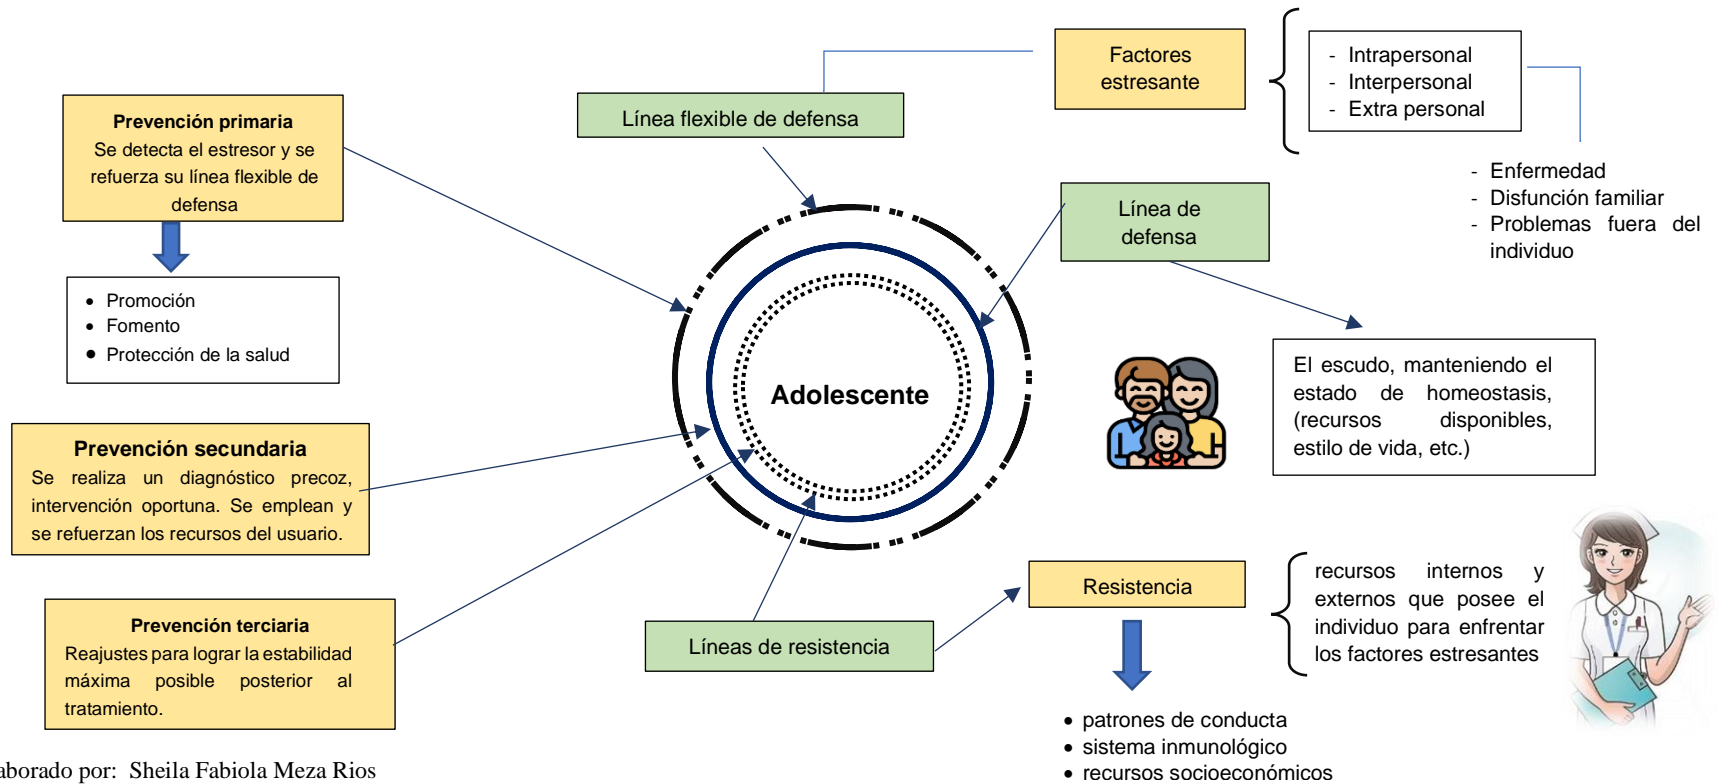 Factores
estresante
- Intrapersonal
- Interpersonal
- Extra personal
Prevención primaria
Se detecta el estresor y se
refuerza su línea flexible de
defensa
Línea flexible de defensa
- Enfermedad
- Disfunción familiar
- Problemas fuera del
individuo
Línea de
defensa
• Promoción
• Fomento
• Protección de la salud
Adolescente
El escudo, manteniendo el
estado de homeostasis,
(recursos disponibles,
estilo de vida, etc.)
Prevención secundaria
Se realiza un diagnóstico precoz,
intervención oportuna. Se emplean y
se refuerzan los recursos del usuario.
Prevención terciaria
Reajustes para lograr la estabilidad
máxima posible posterior al
tratamiento.
Líneas de resistencia
Resistencia
recursos internos y
externos que posee el
individuo para enfrentar
los factores estresantes
• patrones de conducta
• sistema inmunológico
• recursos socioeconómicos
aborado por: Sheila Fabiola Meza Rios